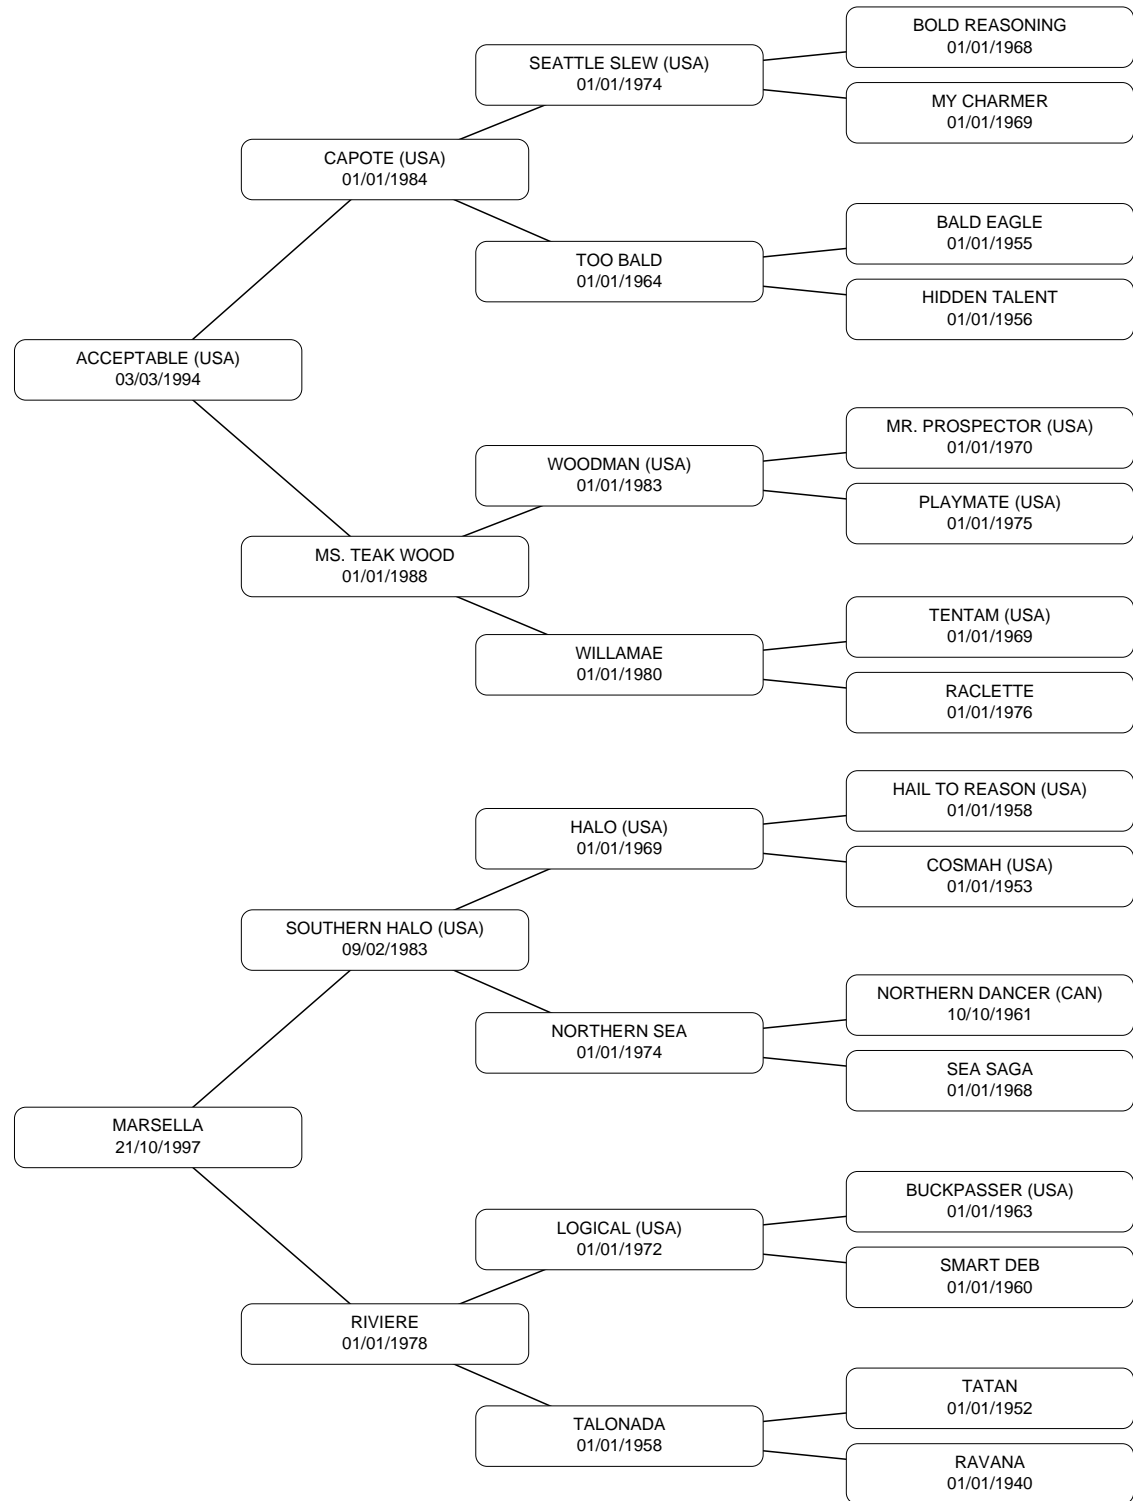 BOLD REASONING
01/01/1968
SEATTLE SLEW (USA)
01/01/1974
MY CHARMER
01/01/1969
CAPOTE (USA)
01/01/1984
BALD EAGLE
01/01/1955
TOO BALD
01/01/1964
HIDDEN TALENT
01/01/1956
ACCEPTABLE (USA)
03/03/1994
MR. PROSPECTOR (USA)
01/01/1970
WOODMAN (USA)
01/01/1983
PLAYMATE (USA)
01/01/1975
MS. TEAK WOOD
01/01/1988
TENTAM (USA)
01/01/1969
WILLAMAE
01/01/1980
RACLETTE
01/01/1976
HAIL TO REASON (USA)
01/01/1958
HALO (USA)
01/01/1969
COSMAH (USA)
01/01/1953
SOUTHERN HALO (USA)
09/02/1983
NORTHERN DANCER (CAN)
10/10/1961
NORTHERN SEA
01/01/1974
SEA SAGA
01/01/1968
MARSELLA
21/10/1997
BUCKPASSER (USA)
01/01/1963
LOGICAL (USA)
01/01/1972
SMART DEB
01/01/1960
RIVIERE
01/01/1978
TATAN
01/01/1952
TALONADA
01/01/1958
RAVANA
01/01/1940